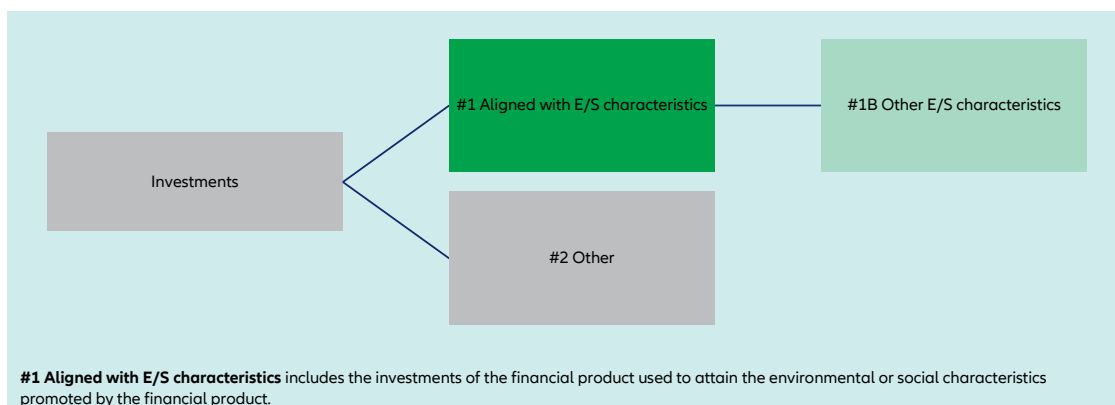 #1 Aligned with E/S characteristics
#1B Other E/S characteristics
Investments
#2 Other
#1 Aligned with E/S characteristics includes the investments of the financial product used to attain the environmental or social characteristics
promoted by the financial product.